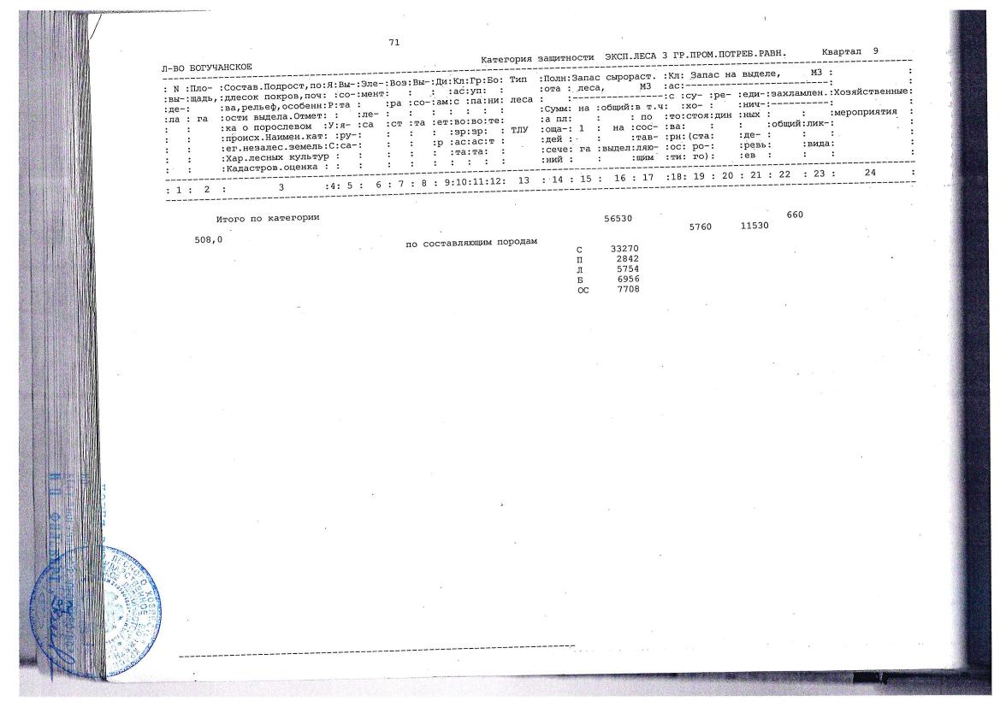 71
Л-ВО БОГУЧАНСКОЕ Категория защитности ЭКСП.ЛЕСА 3 ГР.ПРОМ.ПОТРЕБ.РАВН. Квартал 9
: N :Пло- :Состав.Подрост,по:Я:Вы-:Эле-:Воз:Вы-:Ди:Кл:Гр:Бо: Тип :Полн:Запас сырораст. :Кл: Запас на выделе, М3 : :
:вы-:щадь,:длесок покров,поч: :со-:мент: : : :ас:уп: : :ота : леса, М3 :ас:---------------------------: :
:де-: :ва,рельеф,особенн:Р:та : :ра :со-:ам:с :па:ни: леса : :----------------:с :су- :ре- :еди-:захламлен.:Хозяйственные:
:ла : га :ости выдела.Отмет: : :ле- : : : : : : : :Сумм: на :общий:в т.ч: :хо- : :нич-:----------: :
: : :ка о порослевом :У:я- :са :ст :та :ет:во:во:те: :а пл: : : по :то:стоя:дин :ных : : :мероприятия :
: : :происх.Наимен.кат: :ру-: : : : :зр:зр: : ТЛУ :оща-: 1 : на :сос- :ва: : : :общий:лик-: :
: : :ег.незалес.земель:С:са-: : : :р :ас:ас:т : :дей : : :тав- :рн:(ста: :де- : : : :
: : :Хар.лесных культур : : : : : : :та:та: : :сече: га :выдел:ляю- :ос: ро- : :ревь: :вида: :
: : :Кадастров.оценка : : : : : : : : : : : :ний : : :щим :ти: го): :ев : : : :
: 1 : 2 : 3 :4: 5 : 6 : 7 : 8 : 9:10:11:12: 13 : 14 : 15 : 16 : 17 :18: 19 : 20 : 21 : 22 : 23 : 24 :
Итого по категории 56530 660
5760 11530
508,0 по составляющим породам
С 33270
П 2842
Л 5754
Б 6956
ОС 7708